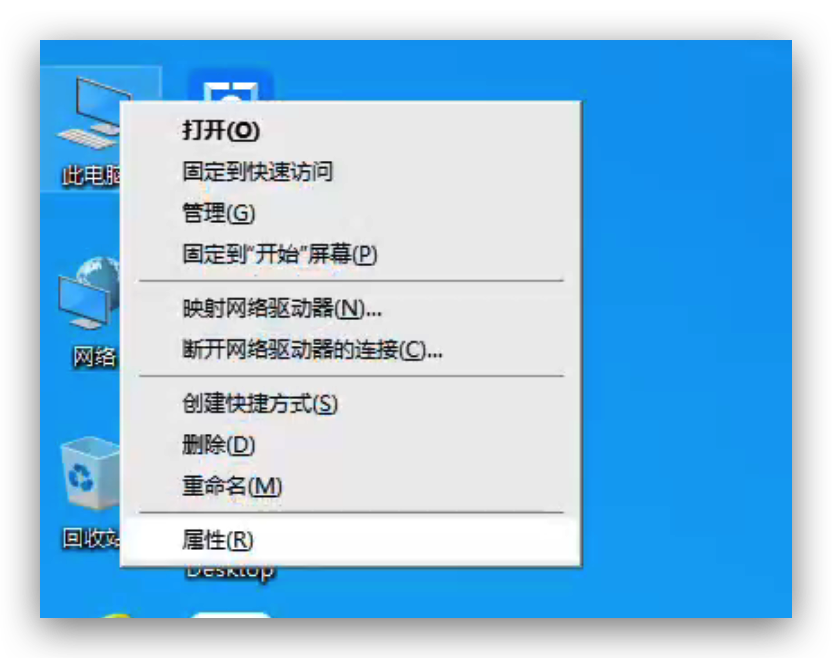 打开(O)
固定到快速访问
管理(G)
固定到“开始”屏幕(P)
映射网络驱动器(N)...
断开网络驱动器的连接(C)...
创建快捷方式(S)
删除(D)
重命名(M)
属性(R)
此电脑
网络
回收站
Desktop